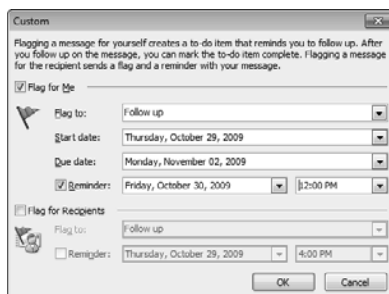 Custom
Flagging a message for yourself creates a to-do item that reminds you to follow up. After
you follow up on the message, you can mark the to-do item complete. Flagging a message
for the recipient sends a flag and a reminder with your message.
Flag for Me
Flag to: Follow up
Start date: Thursday, October 29, 2009
Due date: Monday, November 02, 2009
Reminder: Friday, October 30, 2009 12:00 PM
Flag for Recipients
Flag to: Follow up
Reminder: Thursday, October 29, 2009 4:00 PM
OK Cancel